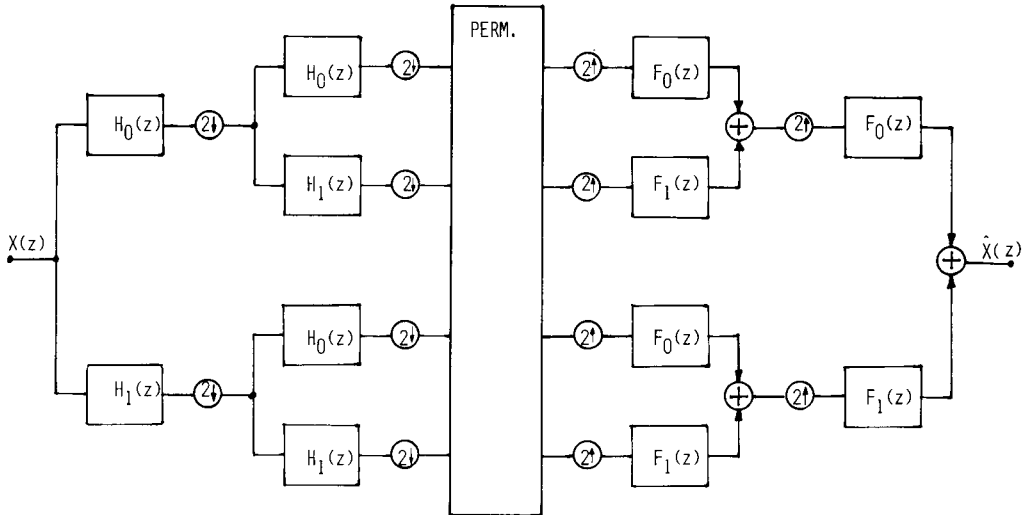 PERM.
H0(z)
2↓
2↑
F0(z)
H0(z)
2↓
2↑
F0(z)
H1(z)
2↓
2↑
F1(z)
X(z)
X̂(z)
H0(z)
2↓
2↑
F0(z)
H1(z)
2↓
2↑
F1(z)
H1(z)
2↓
2↑
F1(z)